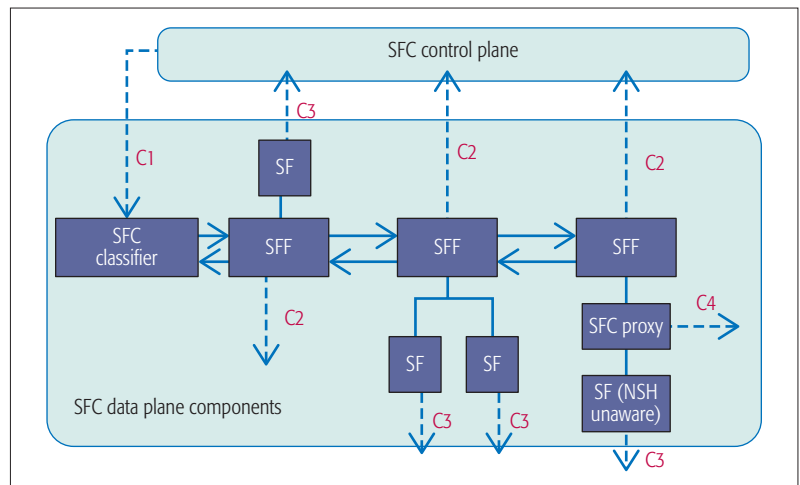 SFC control plane
C3
C2
C2
C1
SF
SFC
classifier
SFF
SFF
SFF
C2
SFC proxy
C4
SF
SF
SF (NSH
unaware)
SFC data plane components
C3
C3
C3